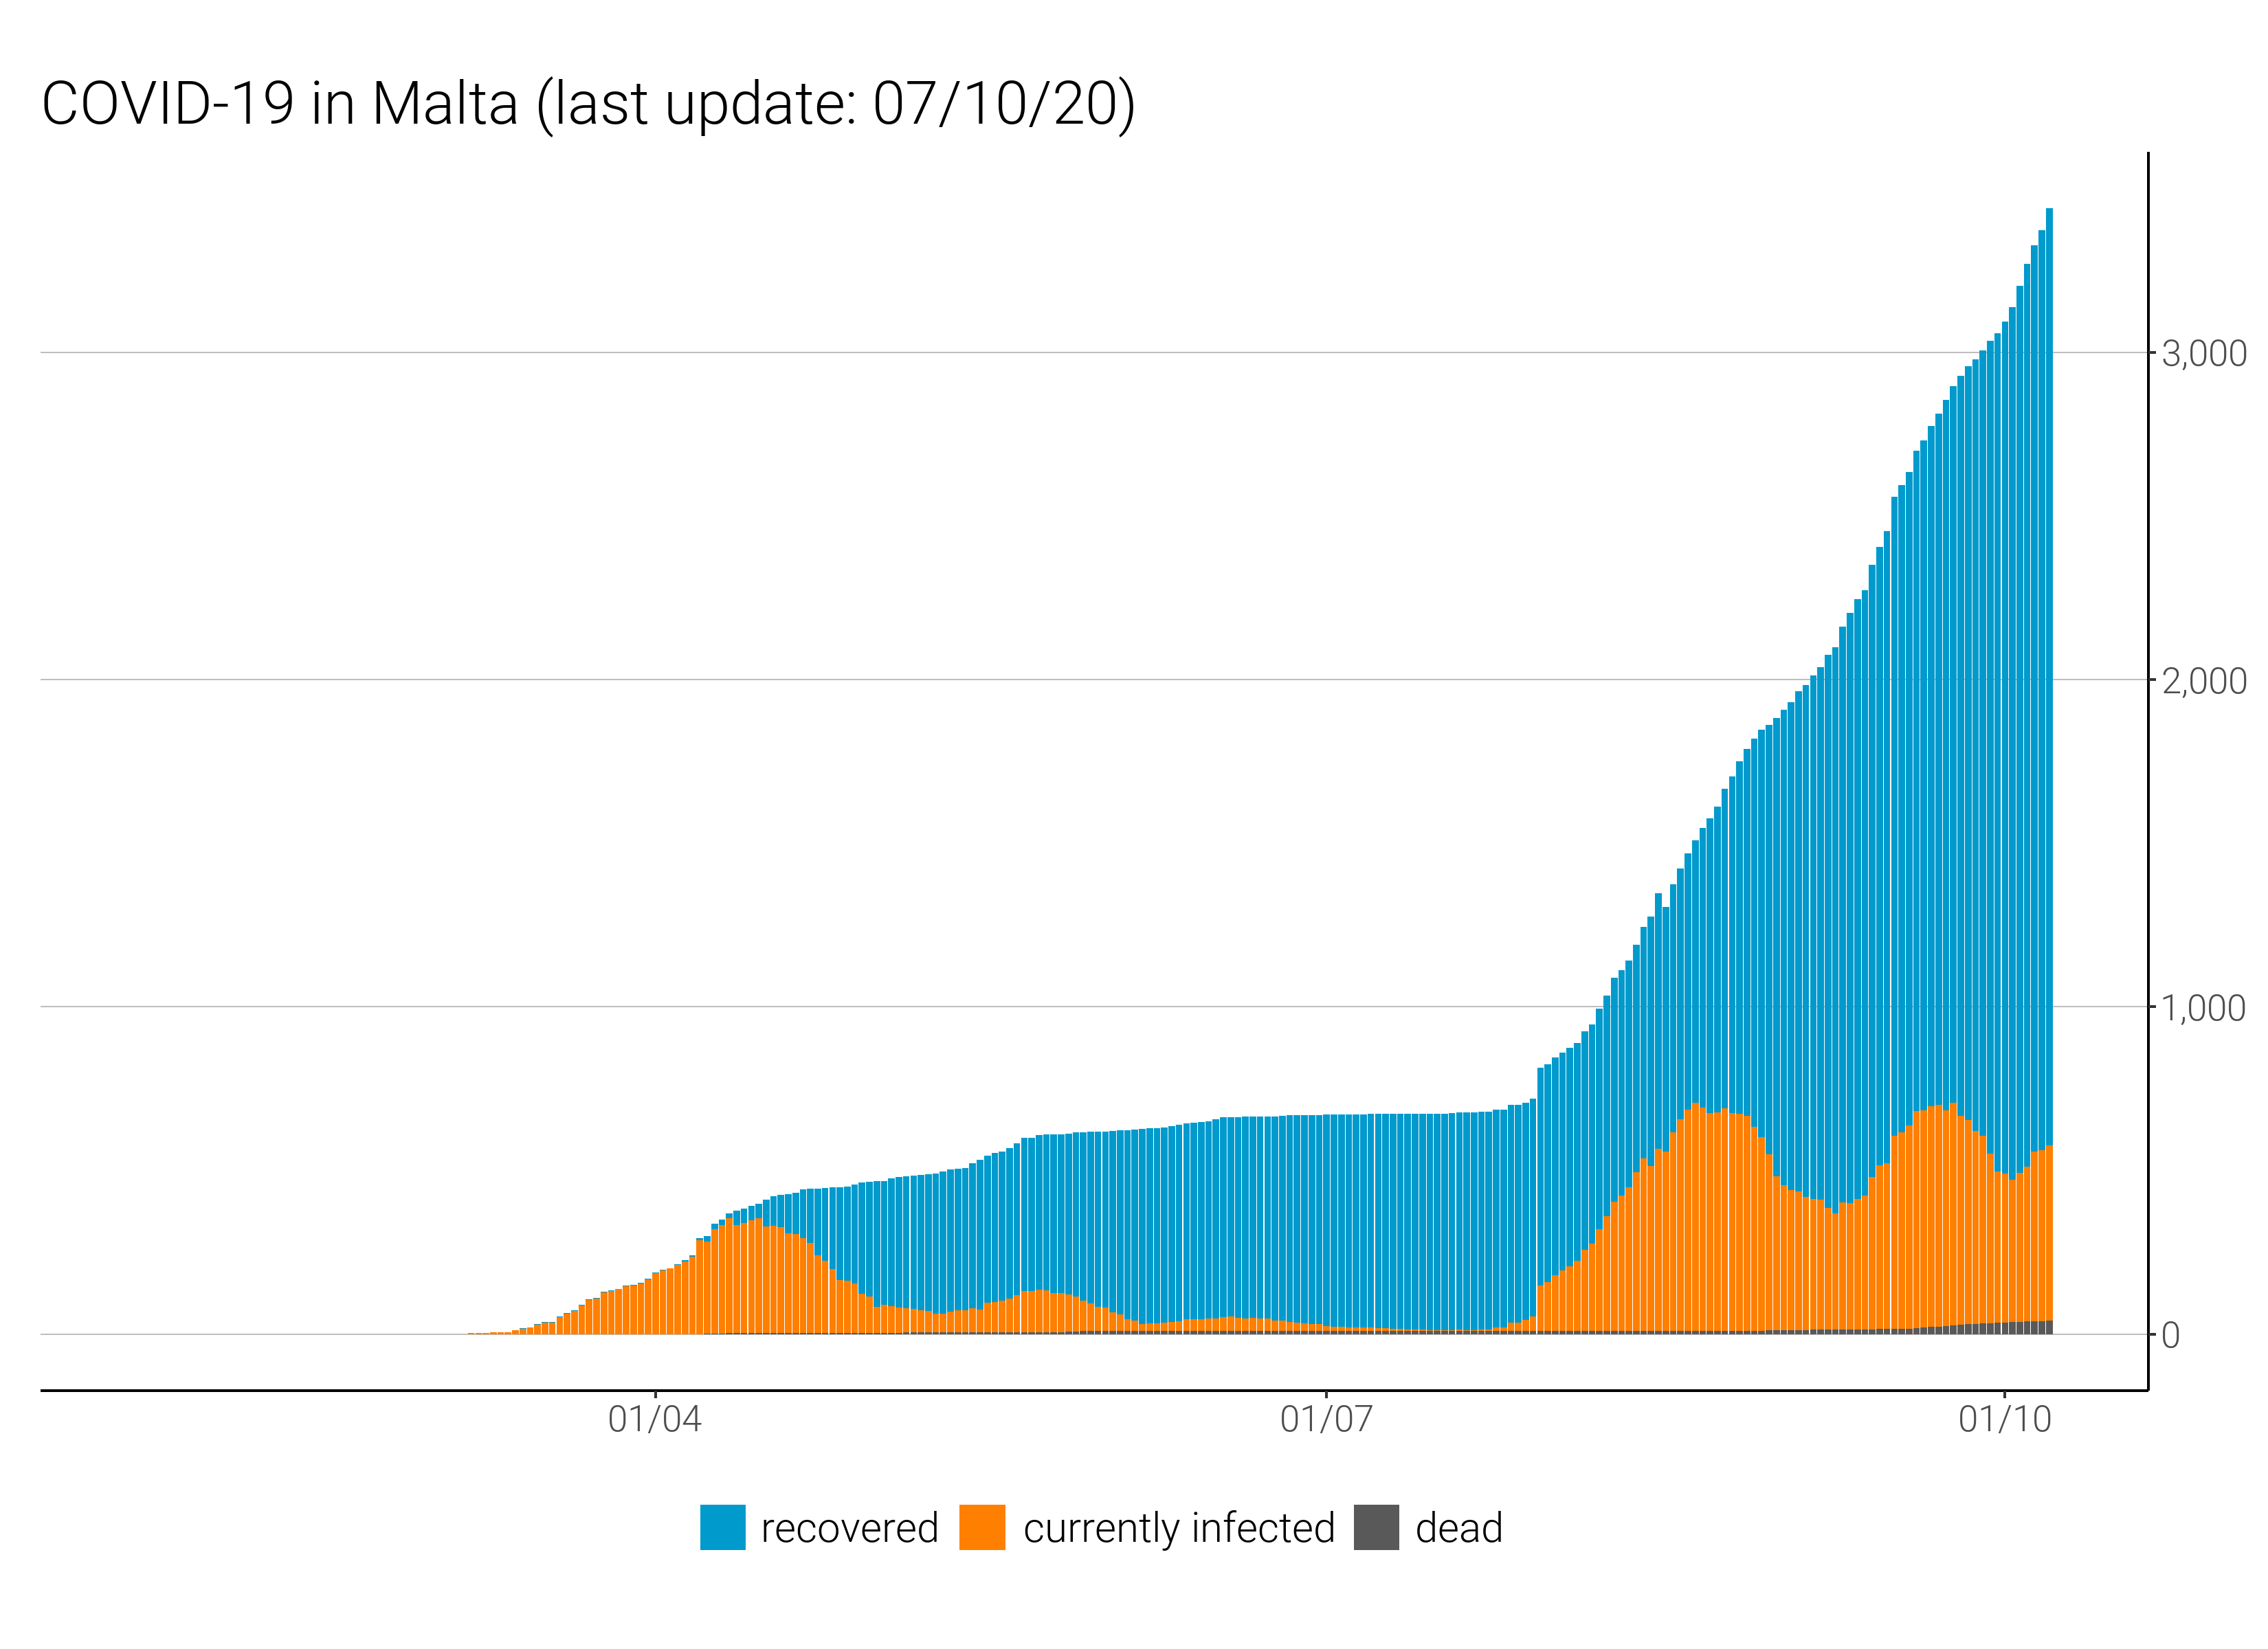 COVID-19 in Malta (last update: 07/10/20)
3,000
2,000
1,000
0
01/04 01/07 01/10
recovered currently infected dead